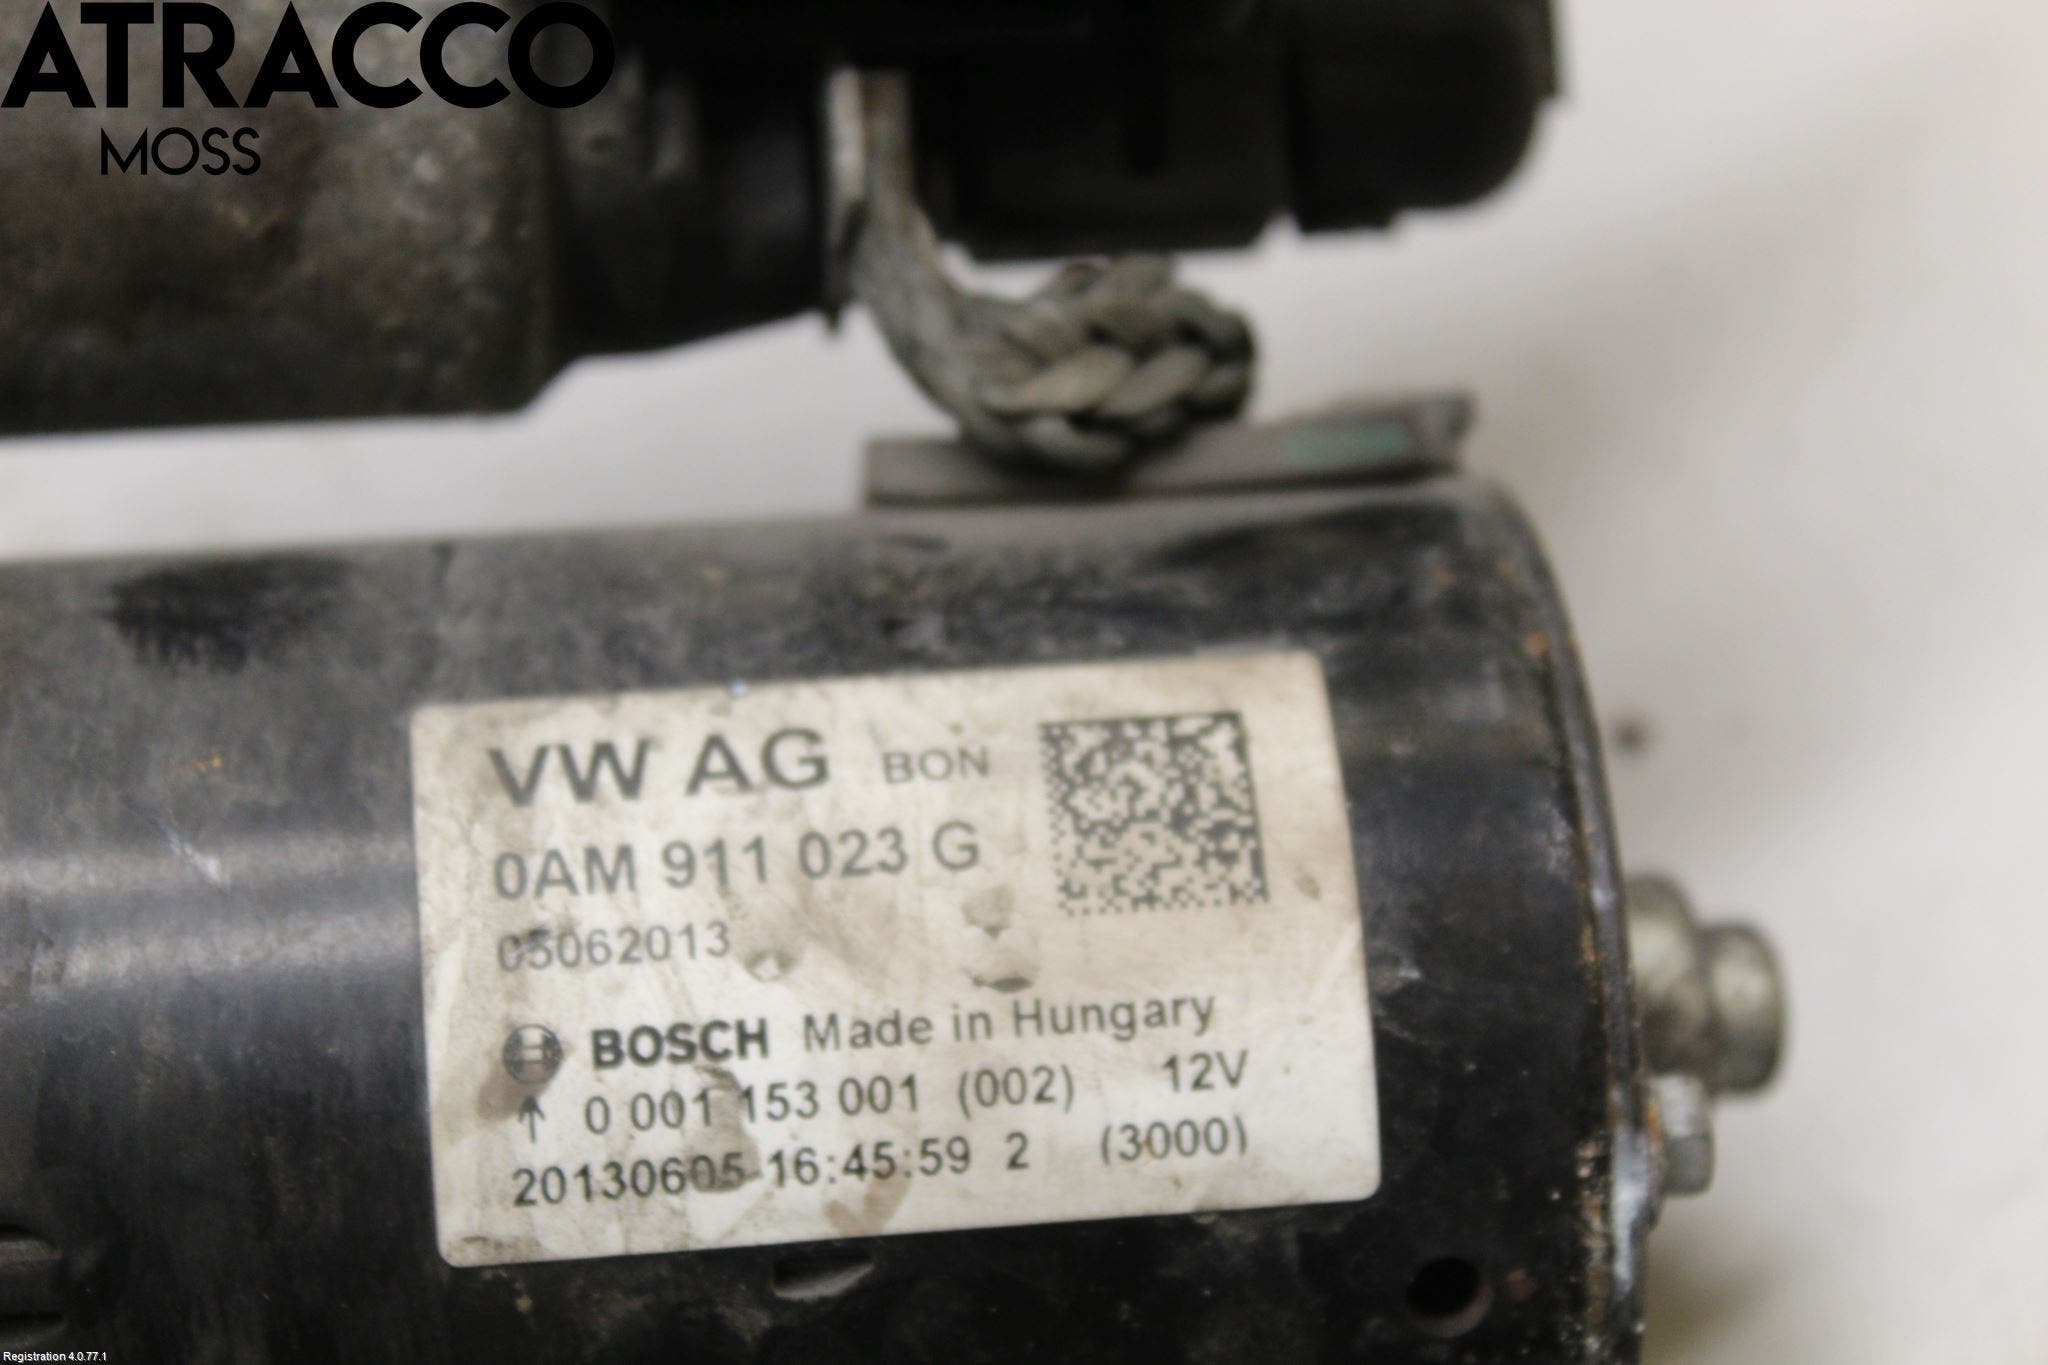 ATRACCO
MOSS
VW AG BON
0AM 911 023 G
05062013
BOSCH Made in Hungary
↑ 0 001 153 001 (002) 12V
20130605-16:45:59 2 (3000)
Registration 4.0.77.1